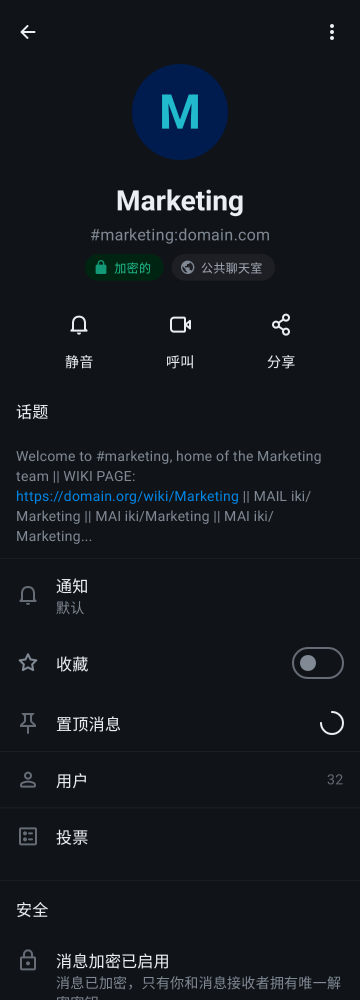 M
Marketing
#marketing:domain.com
加密的
公共聊天室
静音
呼叫
分享
话题
Welcome to #marketing, home of the Marketing
team || WIKI PAGE:
https://domain.org/wiki/Marketing || MAIL iki/
Marketing || MAI iki/Marketing || MAI iki/
Marketing...
通知
默认
收藏
置顶消息
用户
32
投票
安全
消息加密已启用
消息已加密，只有你和消息接收者拥有唯一解